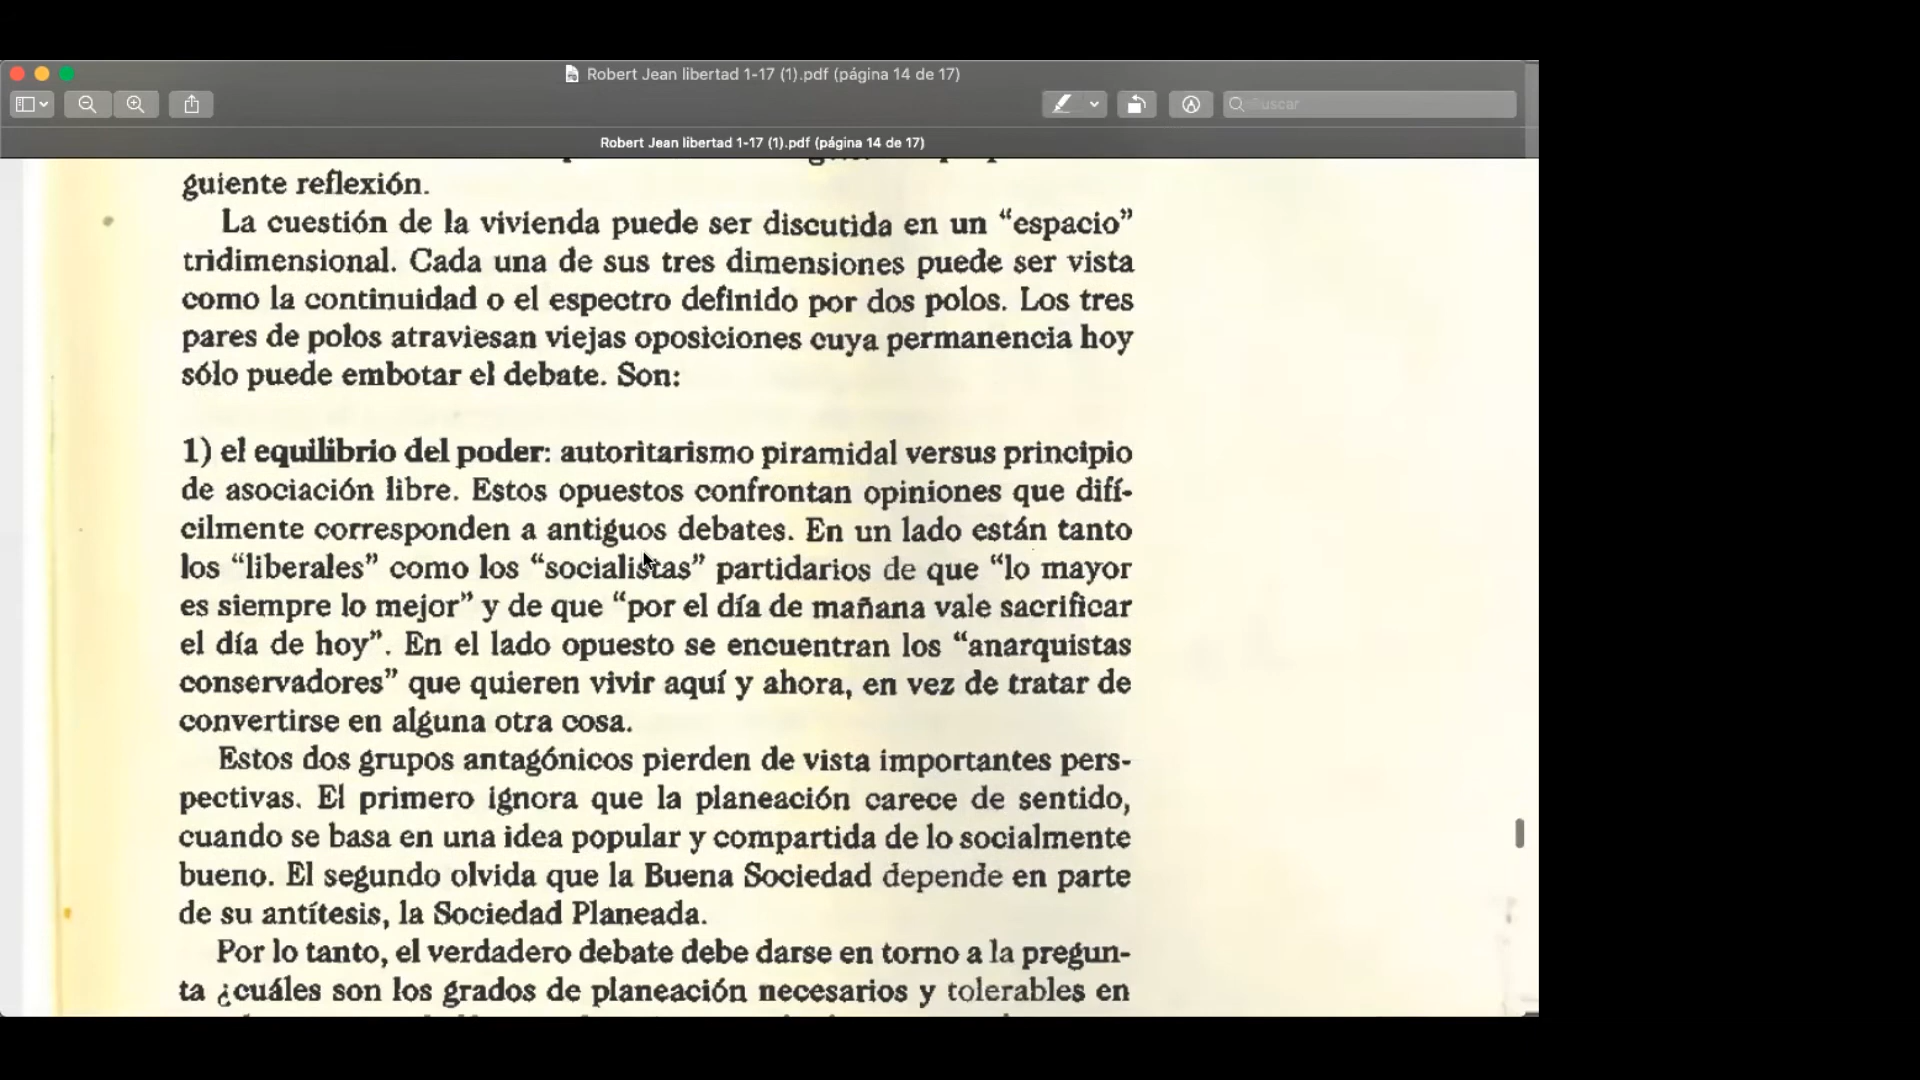 Robert Jean libertad 1-17 (1).pdf (página 14 de 17)
Buscar
Robert Jean libertad 1-17 (1).pdf (página 14 de 17)
guiente reflexión.
La cuestión de la vivienda puede ser discutida en un “espacio”
tridimensional. Cada una de sus tres dimensiones puede ser vista
como la continuidad o el espectro definido por dos polos. Los tres
pares de polos atraviesan viejas oposiciones cuya permanencia hoy
sólo puede embotar el debate. Son:
1) el equilibrio del poder: autoritarismo piramidal versus principio
de asociación libre. Estos opuestos confrontan opiniones que difí-
cilmente corresponden a antiguos debates. En un lado están tanto
los “liberales” como los “socialistas” partidarios de que “lo mayor
es siempre lo mejor” y de que “por el día de mañana vale sacrificar
el día de hoy”. En el lado opuesto se encuentran los “anarquistas
conservadores” que quieren vivir aquí y ahora, en vez de tratar de
convertirse en alguna otra cosa.
Estos dos grupos antagónicos pierden de vista importantes pers-
pectivas. El primero ignora que la planeación carece de sentido,
cuando se basa en una idea popular y compartida de lo socialmente
bueno. El segundo olvida que la Buena Sociedad depende en parte
de su antítesis, la Sociedad Planeada.
Por lo tanto, el verdadero debate debe darse en torno a la pregun-
ta ¿cuáles son los grados de planeación necesarios y tolerables en